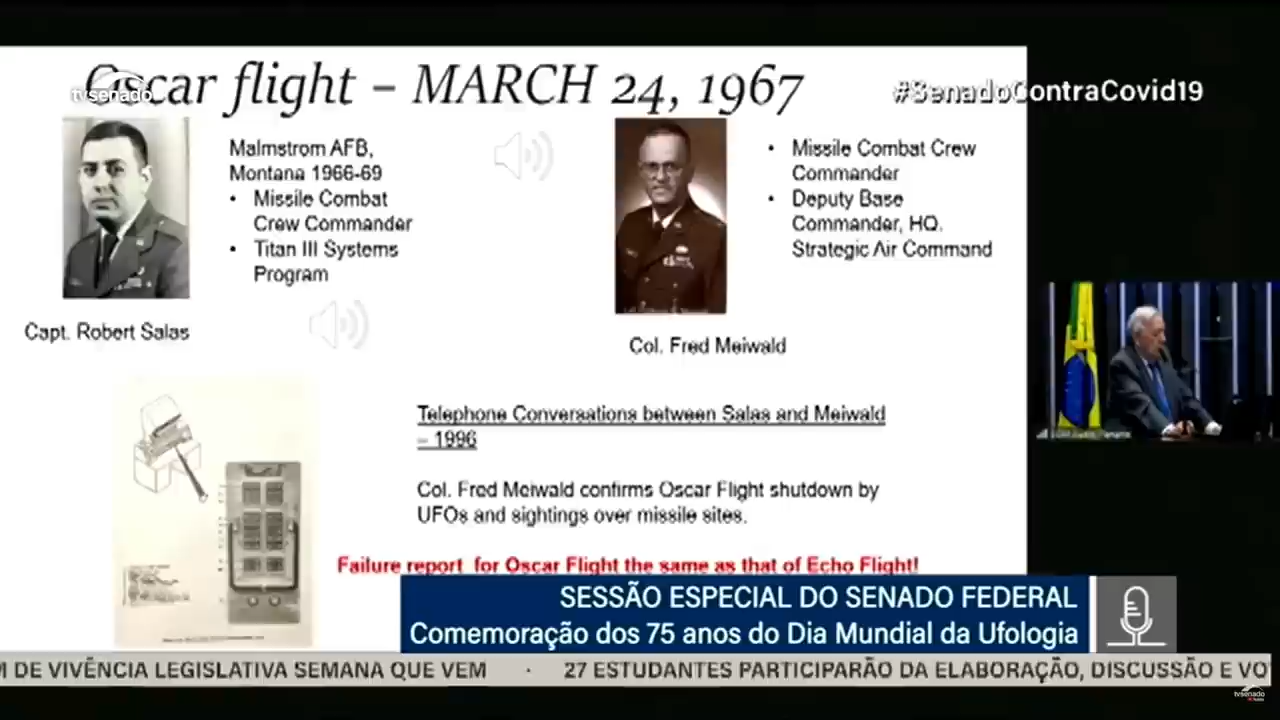 Oscar flight – MARCH 24, 1967
tvsenado
#SenadoContraCovid19
Malmstrom AFB,
Montana 1966-69
• Missile Combat
Crew Commander
• Titan III Systems
Program
Capt. Robert Salas
• Missile Combat Crew
Commander
• Deputy Base
Commander, HQ.
Strategic Air Command
Col. Fred Meiwald
Telephone Conversations between Salas and Meiwald
– 1996
Col. Fred Meiwald confirms Oscar Flight shutdown by
UFOs and sightings over missile sites.
Failure report for Oscar Flight the same as that of Echo Flight!
SESSÃO ESPECIAL DO SENADO FEDERAL
Comemoração dos 75 anos do Dia Mundial da Ufologia
M DE VIVÊNCIA LEGISLATIVA SEMANA QUE VEM · 27 ESTUDANTES PARTICIPARÃO DA ELABORAÇÃO, DISCUSSÃO E VO
tvsenado